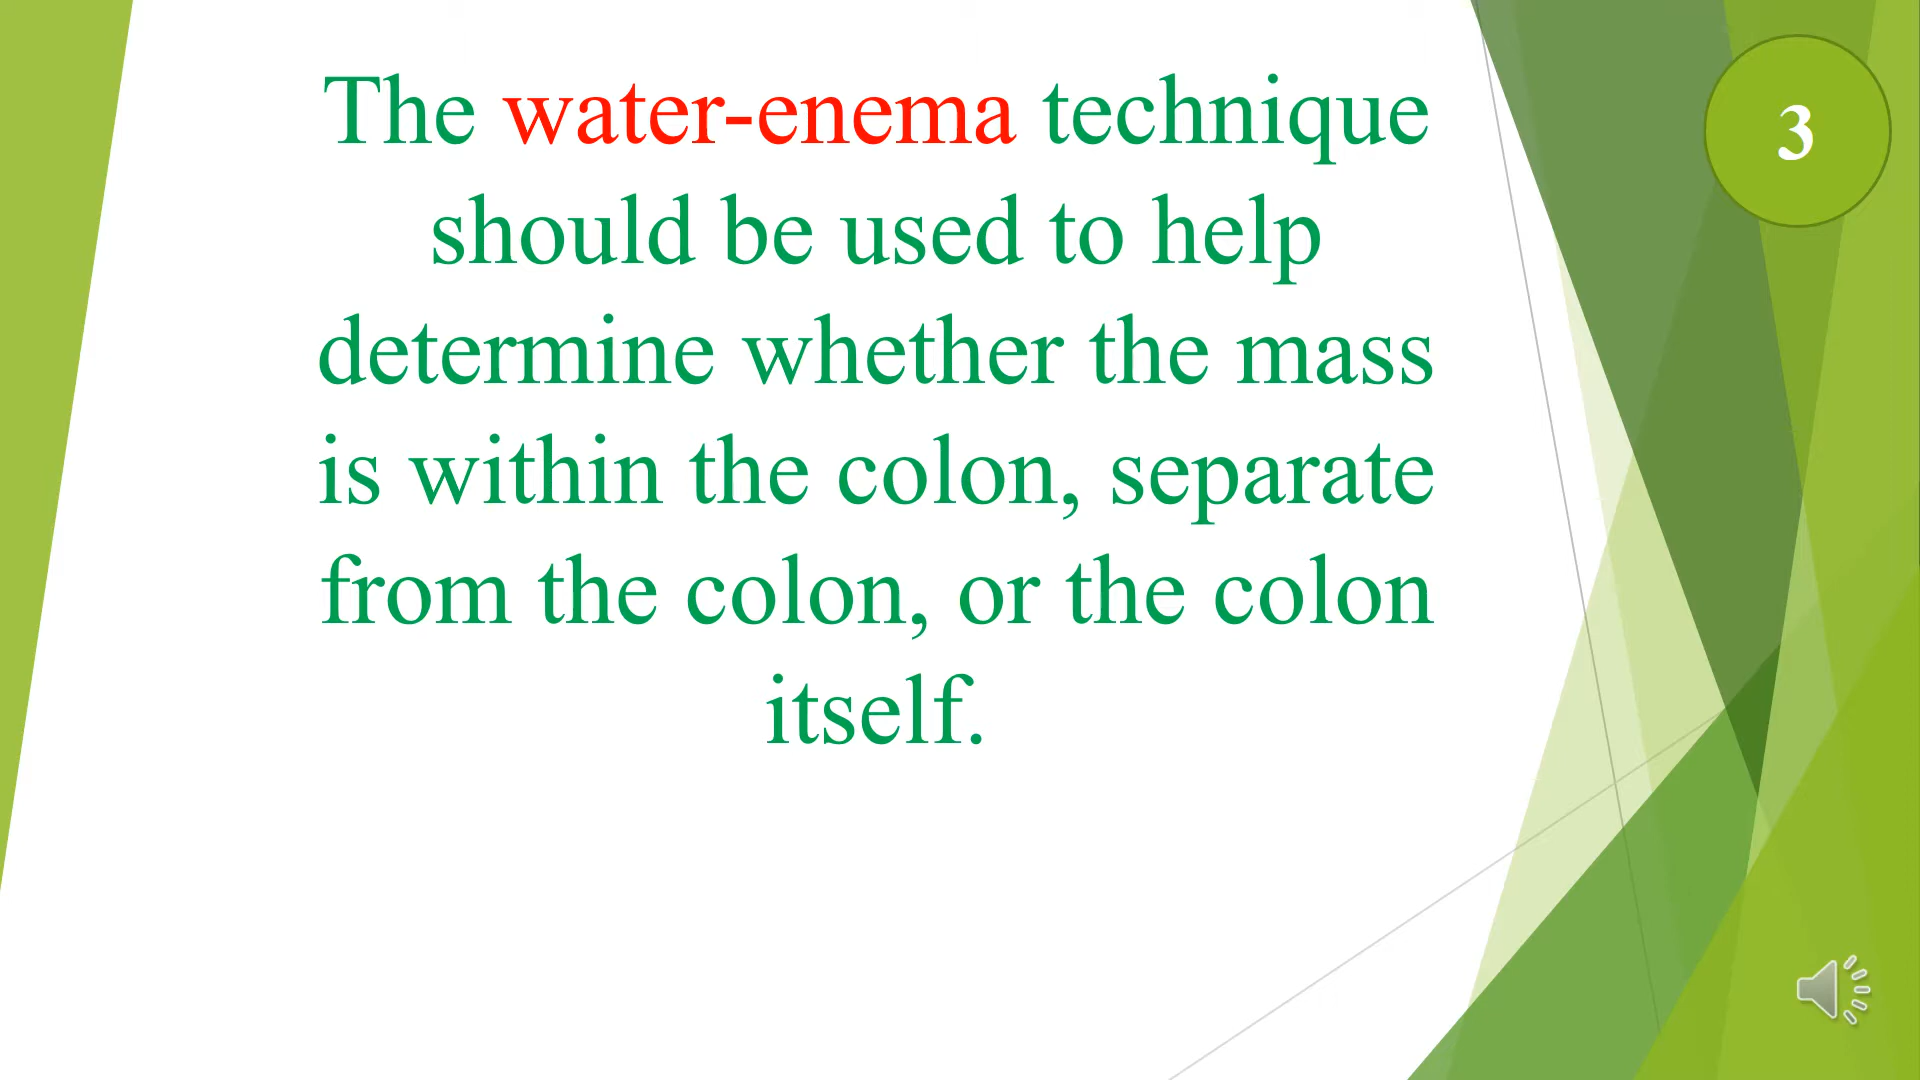 The water-enema technique
should be used to help
determine whether the mass
is within the colon, separate
from the colon, or the colon
itself.
3